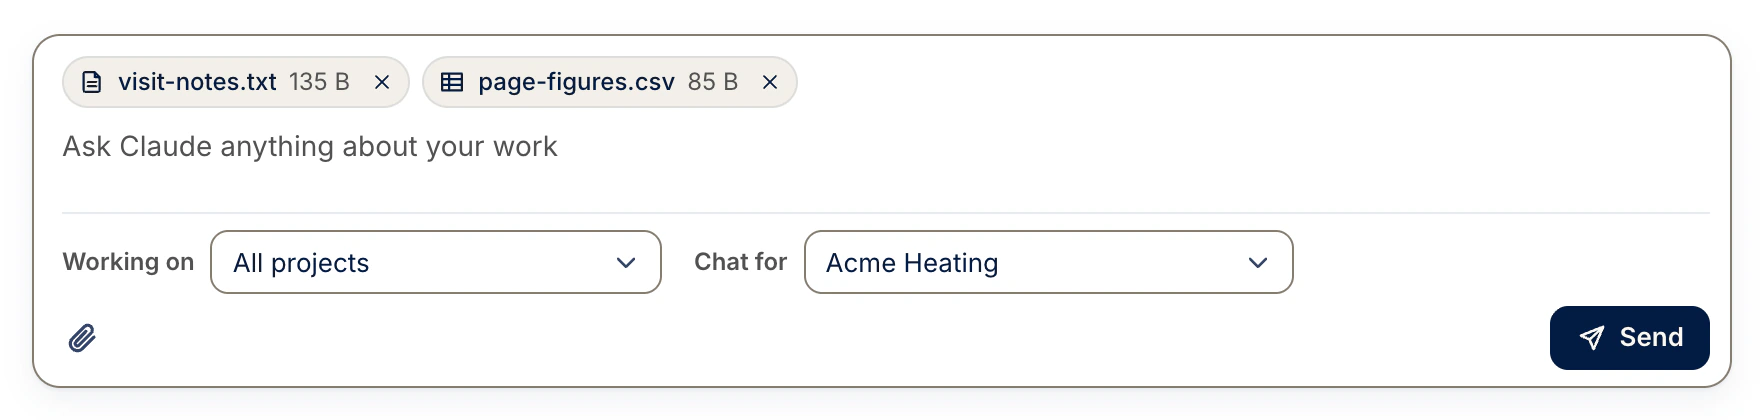 visit-notes.txt 135 B page-figures.csv 85 B
Ask Claude anything about your work
Working on All projects Chat for Acme Heating
Send